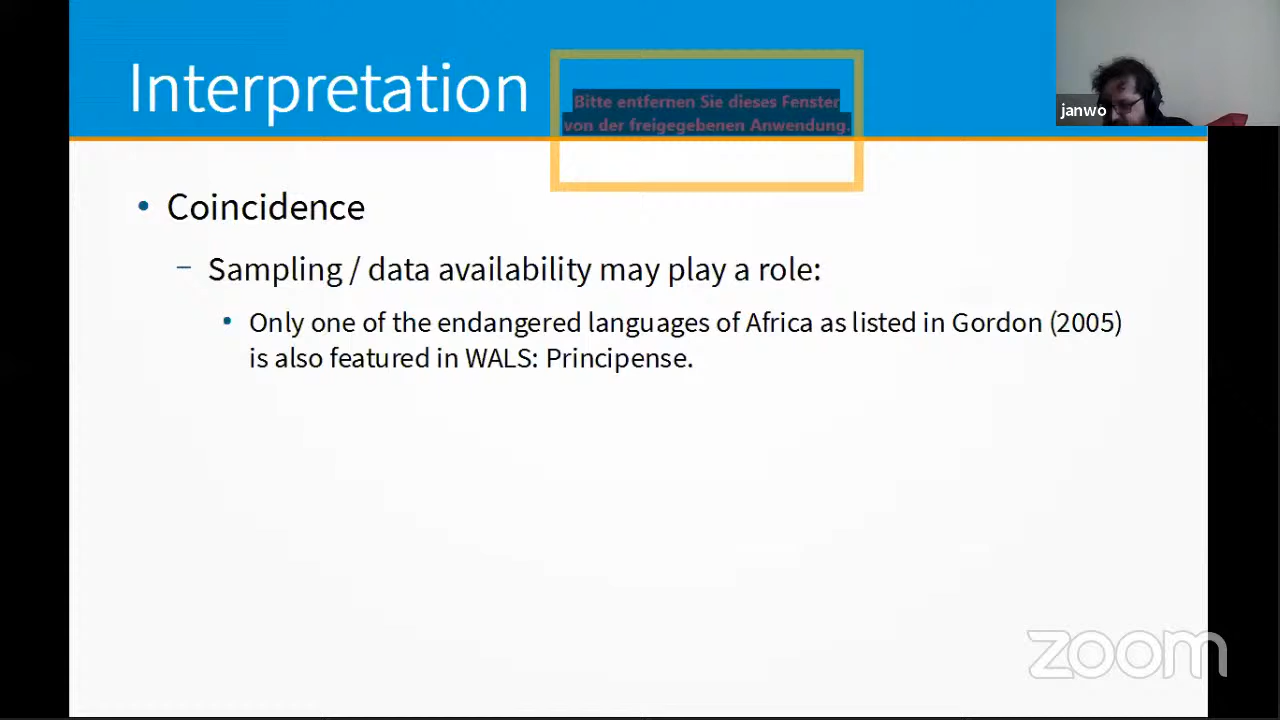 Interpretation
Bitte entfernen Sie dieses Fenster
von der freigegebenen Anwendung.
janwo
• Coincidence
– Sampling / data availability may play a role:
• Only one of the endangered languages of Africa as listed in Gordon (2005)
is also featured in WALS: Principense.
zoom